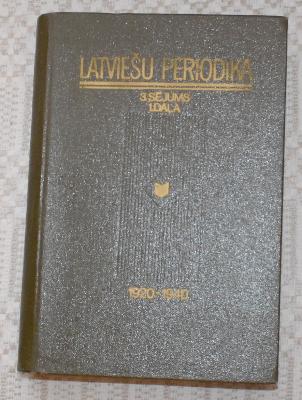 LATVIEŠU PERIODIKA
3.SĒJUMS
1.DAĻA
1920-1940